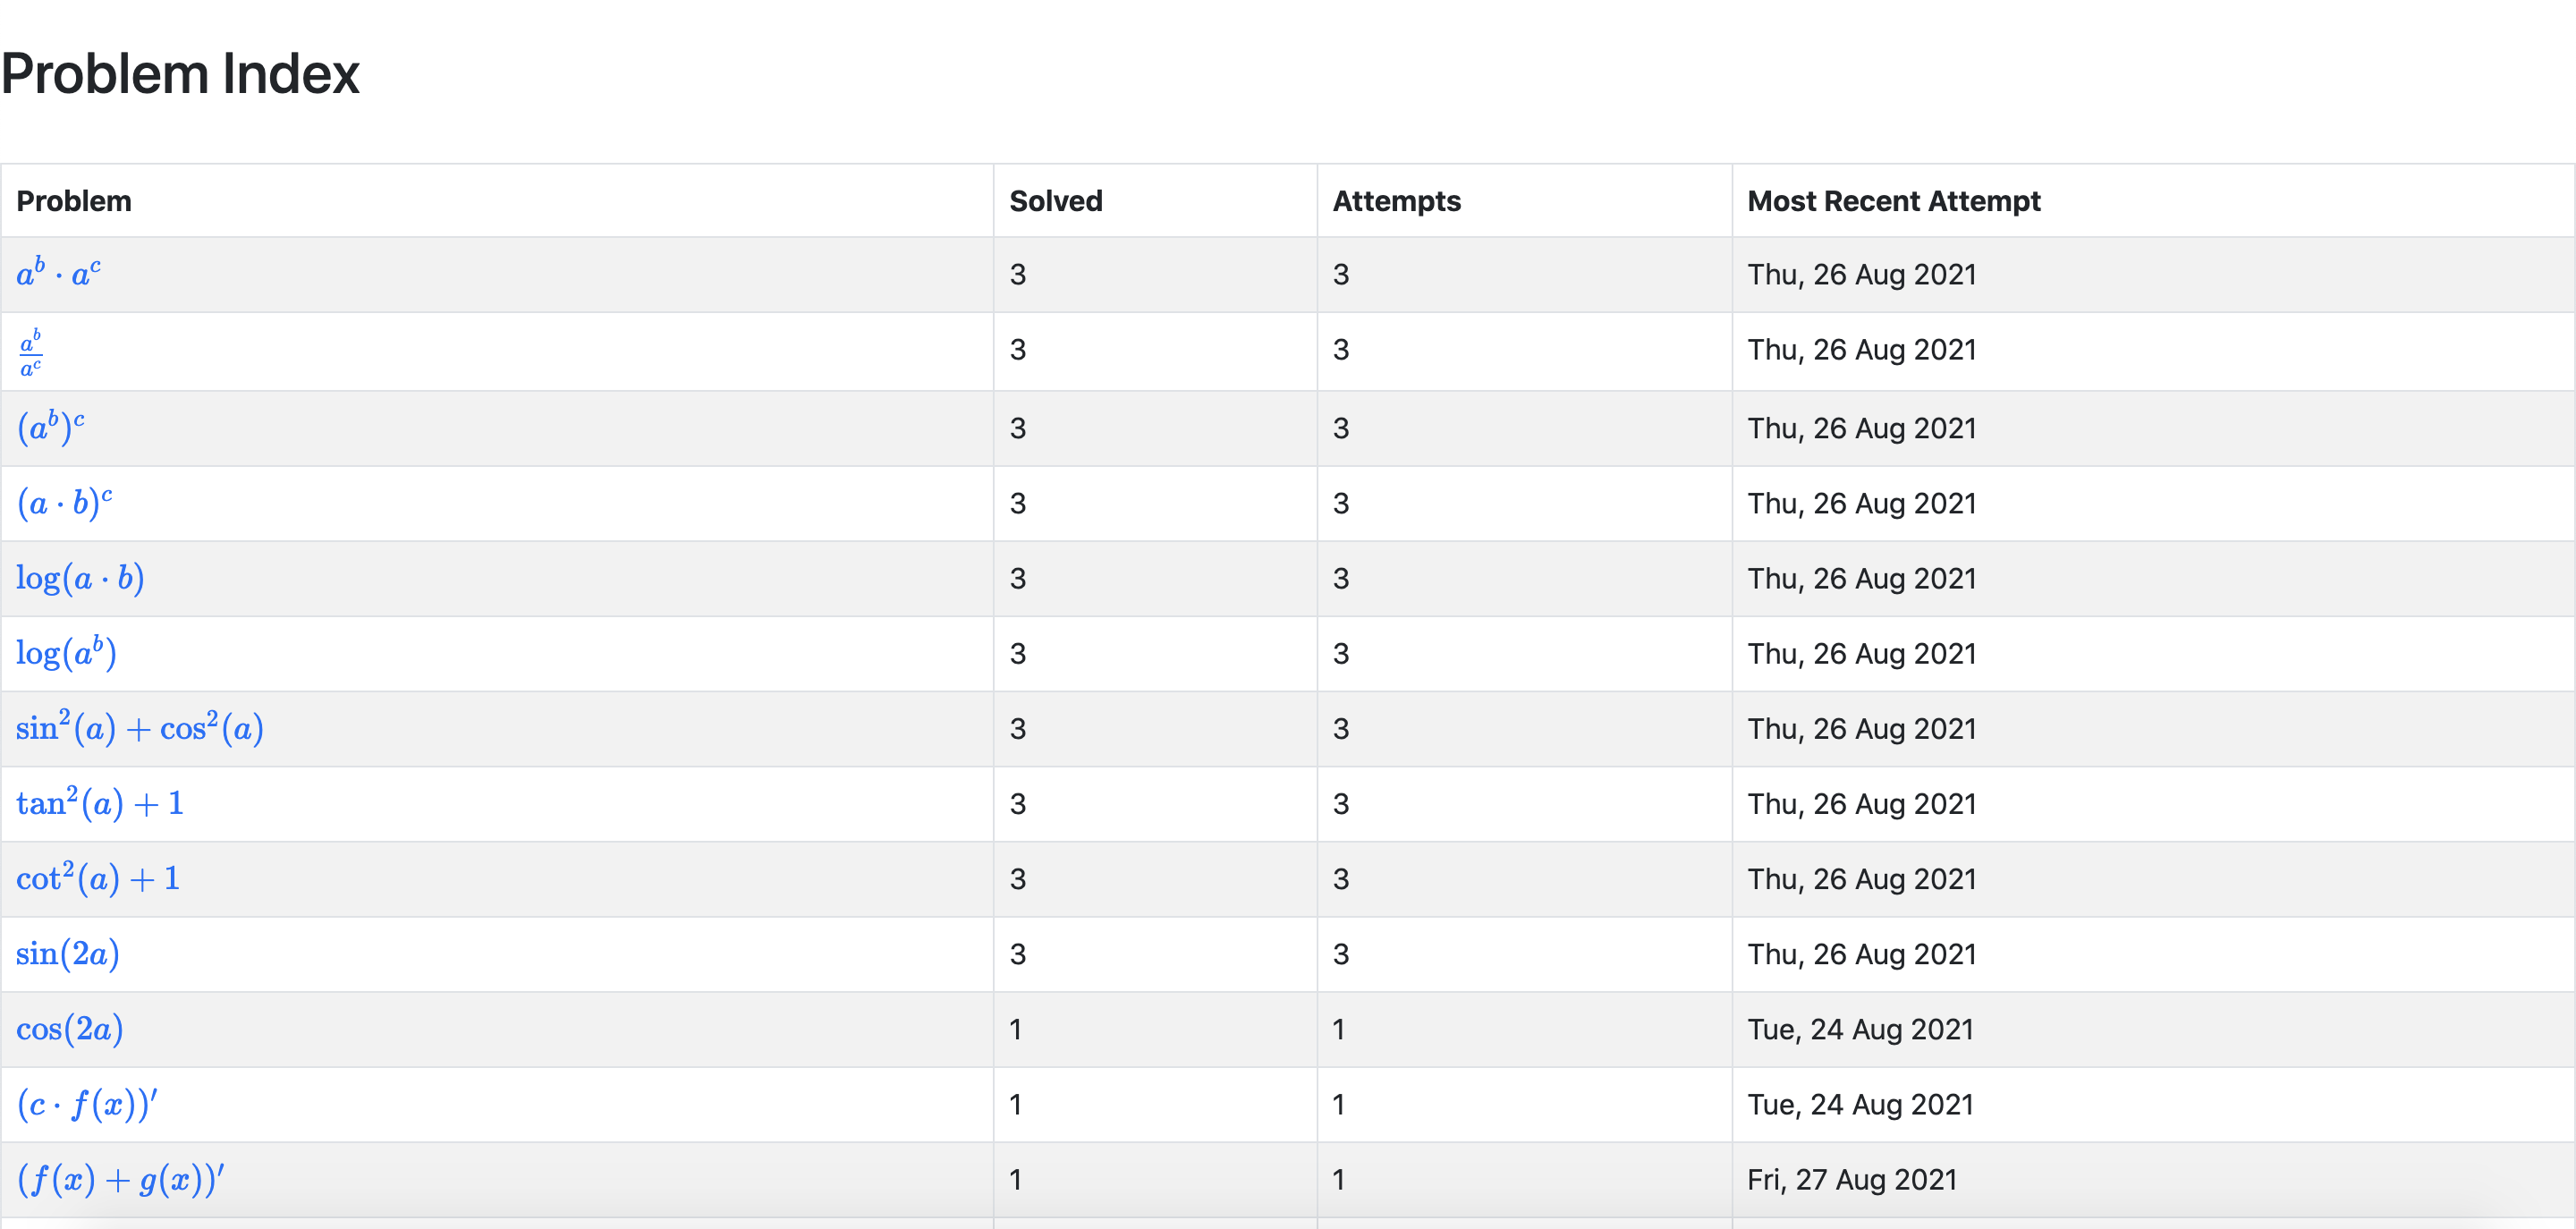 Problem Index
Problem Solved Attempts Most Recent Attempt
a^b · a^c 3 3 Thu, 26 Aug 2021
\frac{a^b}{a^c} 3 3 Thu, 26 Aug 2021
(a^b)^c 3 3 Thu, 26 Aug 2021
(a · b)^c 3 3 Thu, 26 Aug 2021
log(a · b) 3 3 Thu, 26 Aug 2021
log(a^b) 3 3 Thu, 26 Aug 2021
sin^2(a) + cos^2(a) 3 3 Thu, 26 Aug 2021
tan^2(a) + 1 3 3 Thu, 26 Aug 2021
cot^2(a) + 1 3 3 Thu, 26 Aug 2021
sin(2a) 3 3 Thu, 26 Aug 2021
cos(2a) 1 1 Tue, 24 Aug 2021
(c · f(x))′ 1 1 Tue, 24 Aug 2021
(f(x) + g(x))′ 1 1 Fri, 27 Aug 2021